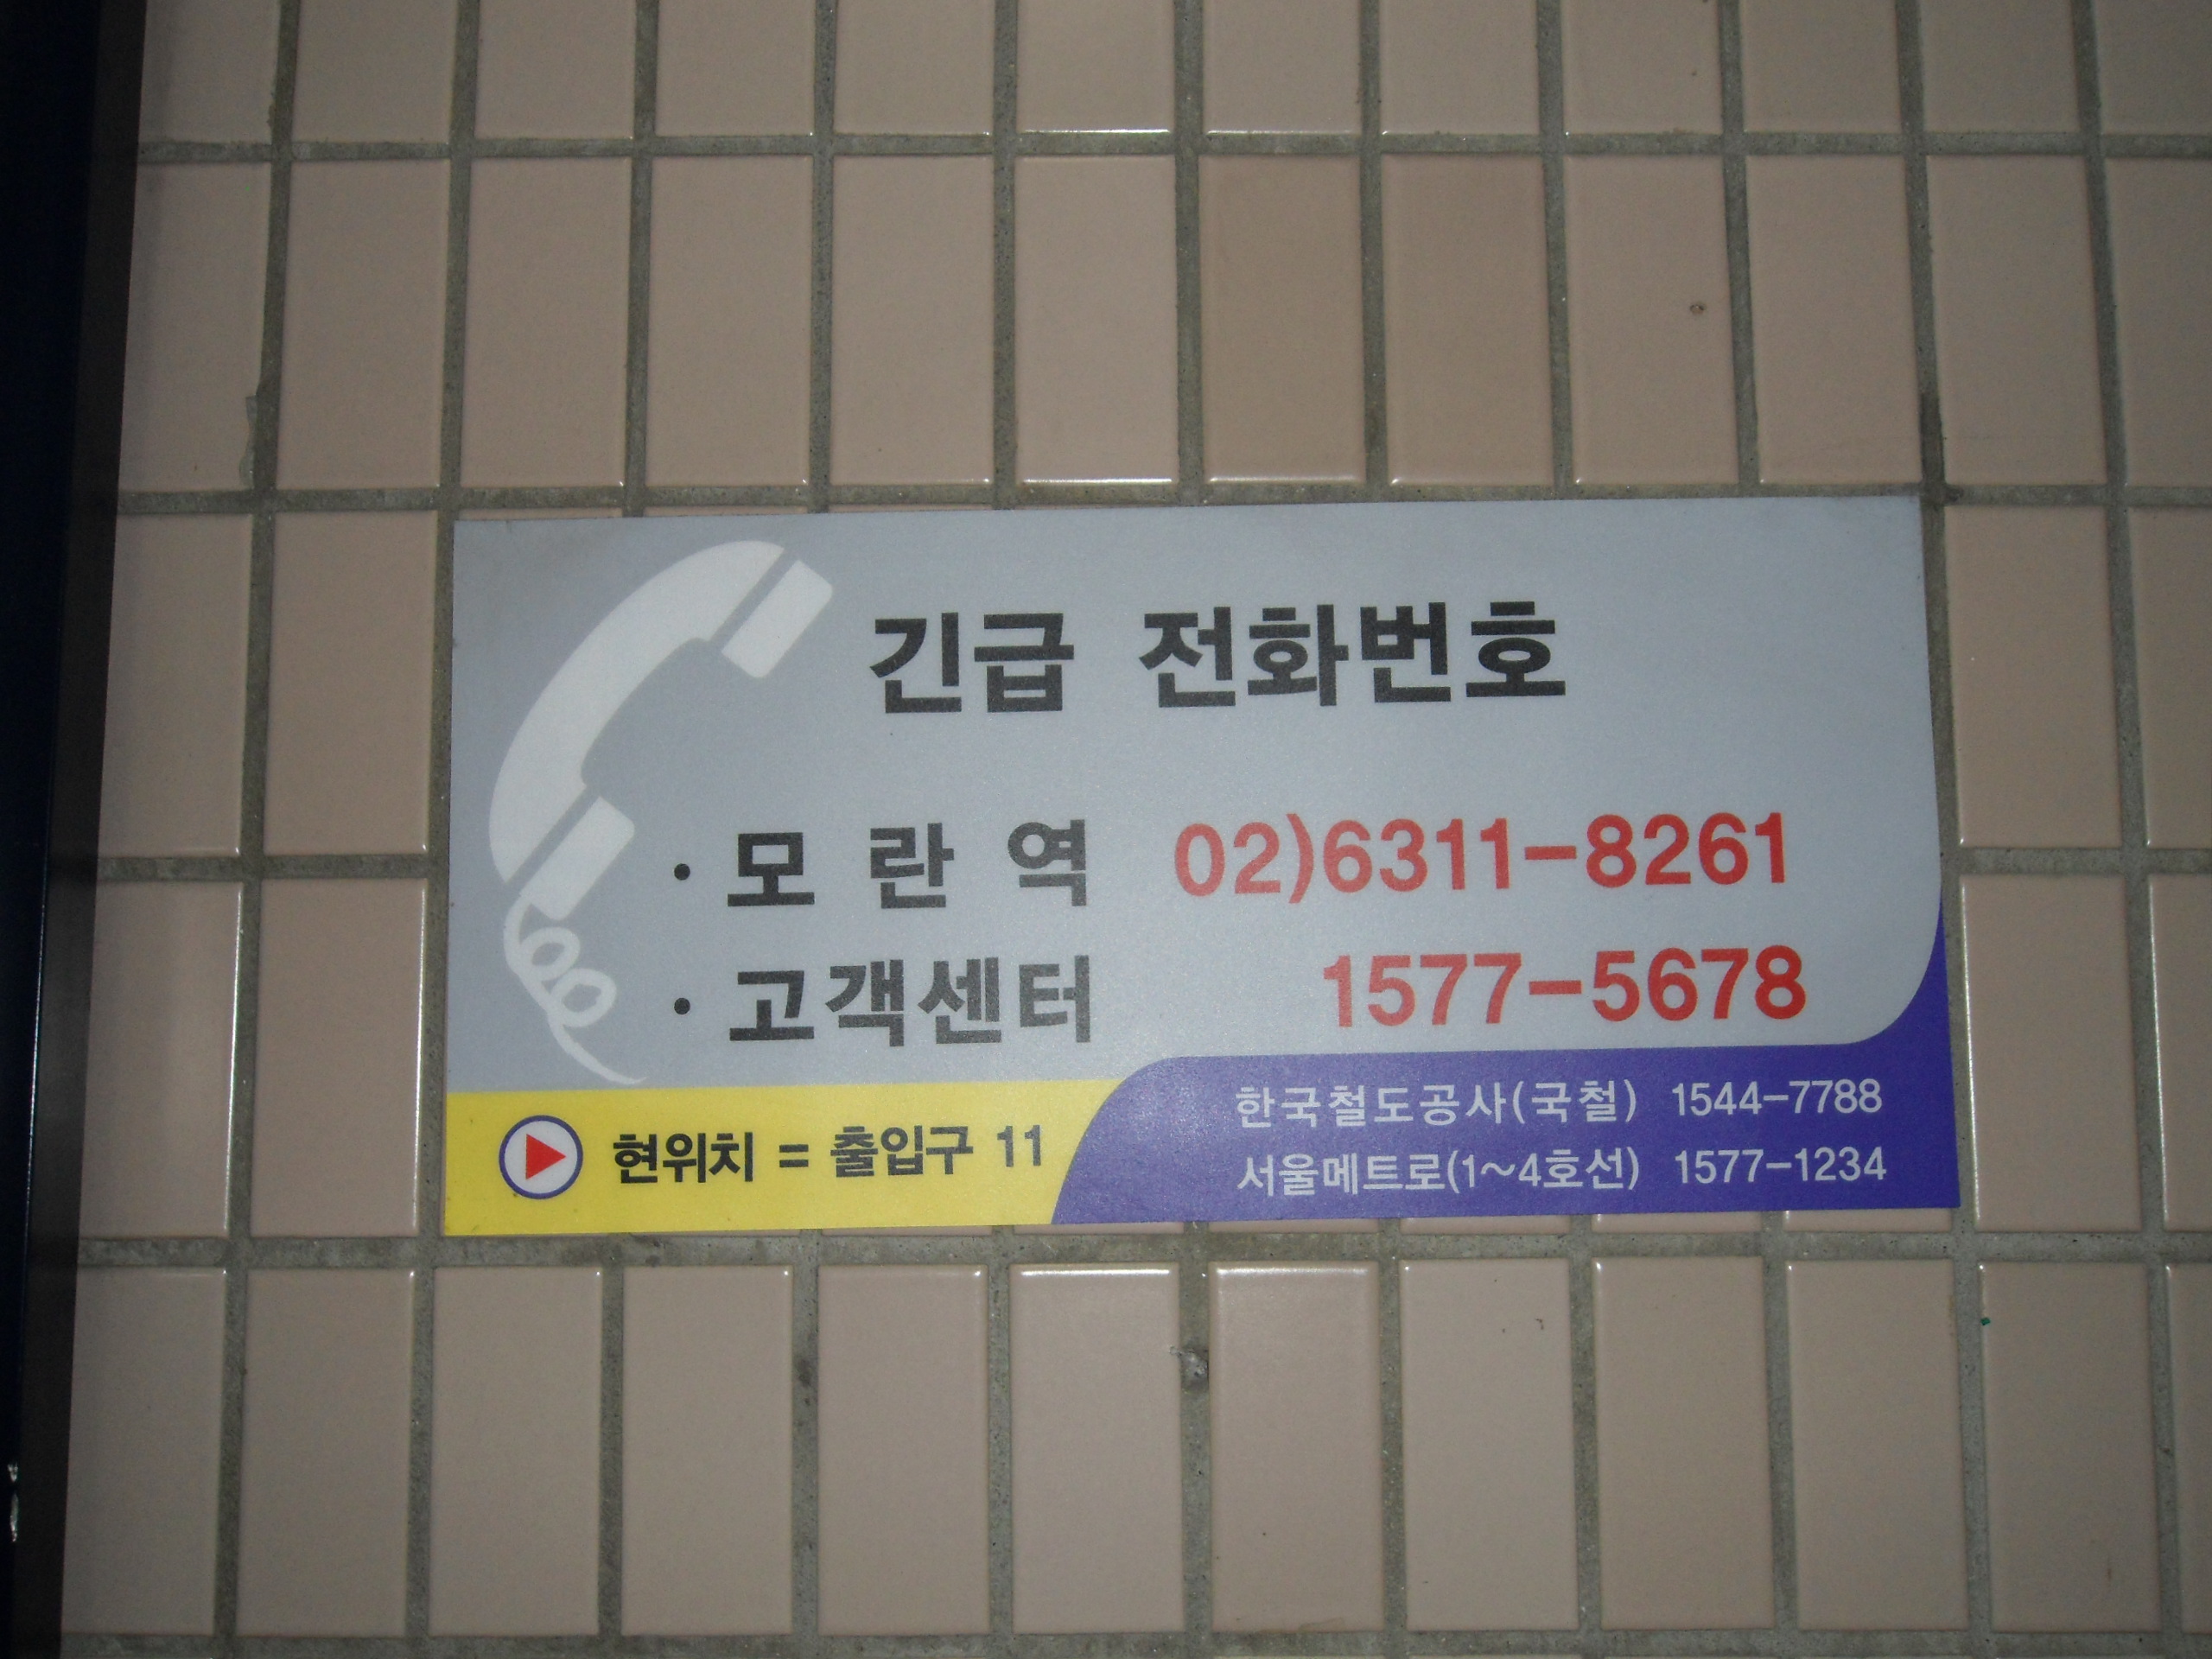 긴급 전화번호
· 모 란 역 02)6311-8261
· 고객센터 1577-5678
현위치 = 출입구 11
한국철도공사(국철) 1544-7788
서울메트로(1~4호선) 1577-1234